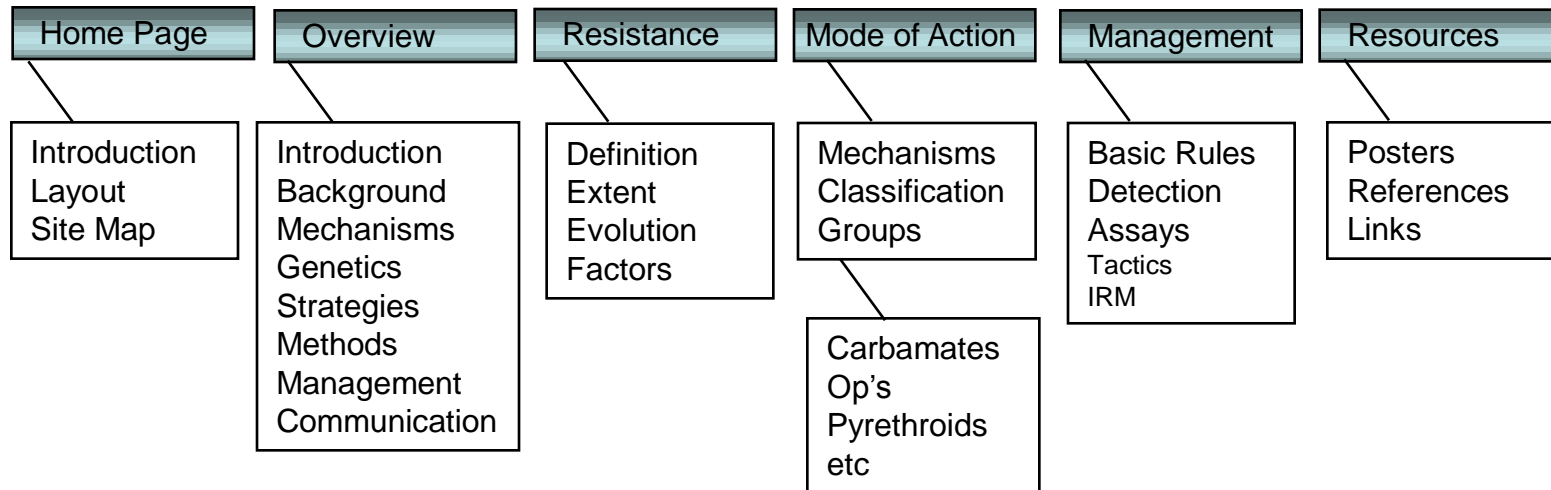 Home Page
Overview
Resistance
Mode of Action
Management
Resources
Introduction
Layout
Site Map
Introduction
Background
Mechanisms
Genetics
Strategies
Methods
Management
Communication
Definition
Extent
Evolution
Factors
Mechanisms
Classification
Groups
Carbamates
Op’s
Pyrethroids
etc
Basic Rules
Detection
Assays
Tactics
IRM
Posters
References
Links